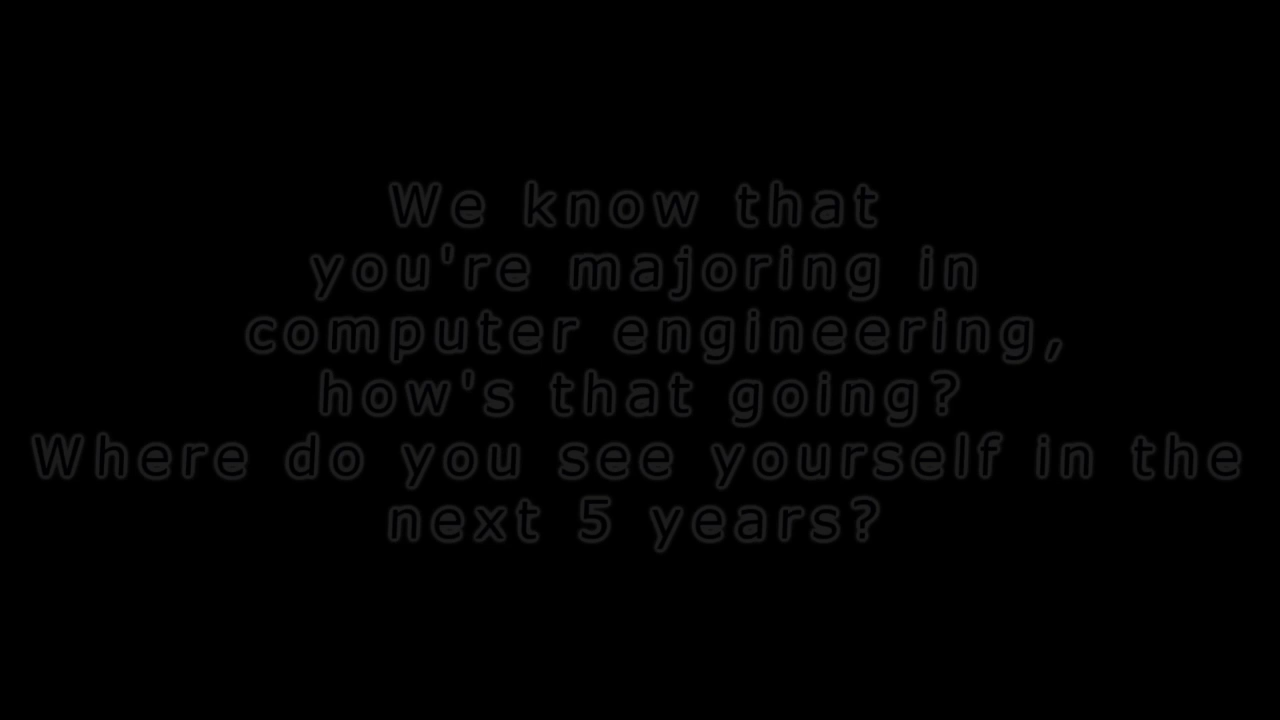 We know that
you're majoring in
computer engineering,
how's that going?
Where do you see yourself in the
next 5 years?